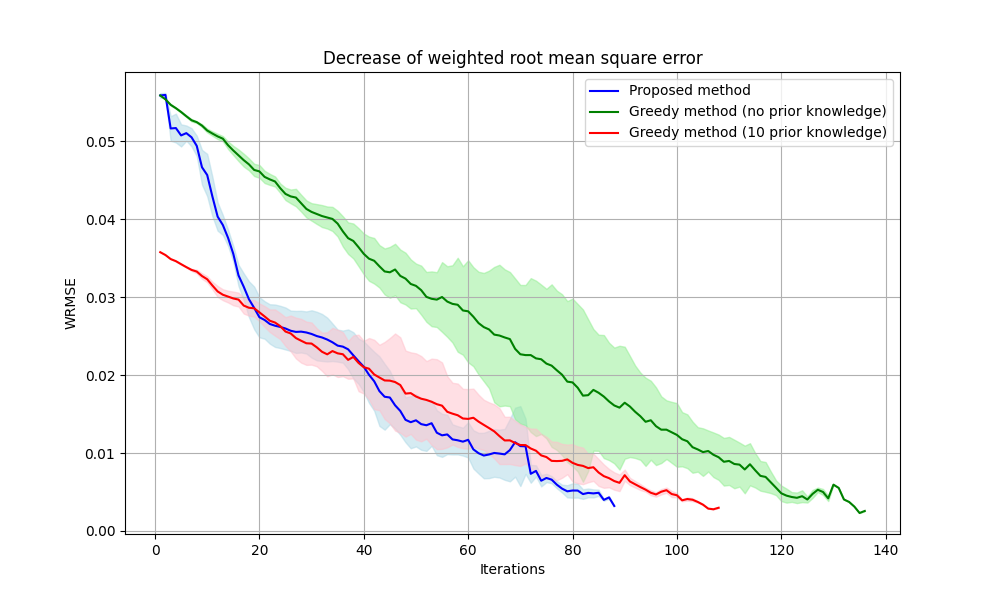 Decrease of weighted root mean square error
Proposed method
Greedy method (no prior knowledge)
Greedy method (10 prior knowledge)
0.05
0.04
0.03
0.02
0.01
0.00
WRMSE
0 20 40 60 80 100 120 140
Iterations